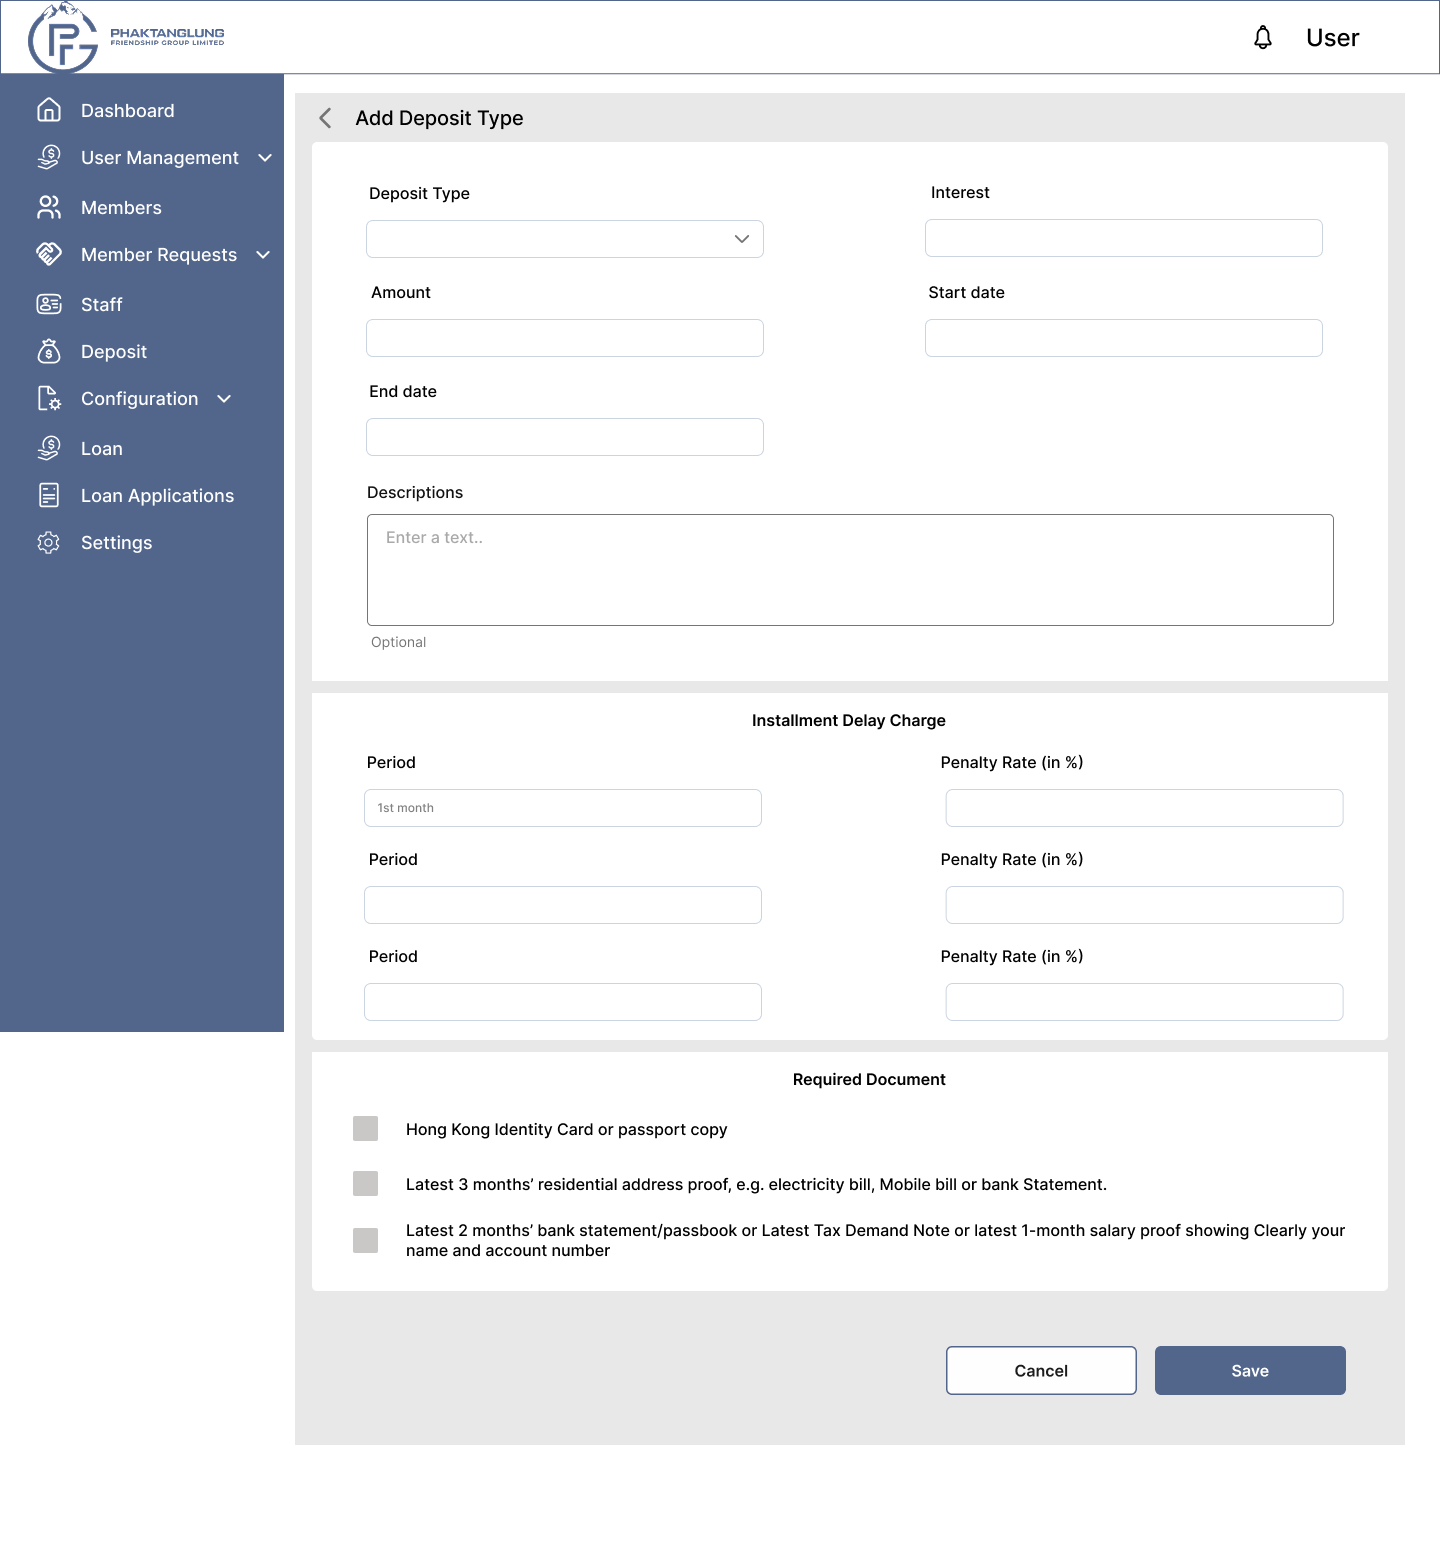 PHAKTANGLUNG
FRIENDSHIP GROUP LIMITED
User
Dashboard
User Management
Members
Member Requests
Staff
Deposit
Configuration
Loan
Loan Applications
Settings
Add Deposit Type
Deposit Type
Interest
Amount
Start date
End date
Descriptions
Enter a text..
Optional
Installment Delay Charge
Period
Penalty Rate (in %)
1st month
Period
Penalty Rate (in %)
Period
Penalty Rate (in %)
Required Document
Hong Kong Identity Card or passport copy
Latest 3 months’ residential address proof, e.g. electricity bill, Mobile bill or bank Statement.
Latest 2 months’ bank statement/passbook or Latest Tax Demand Note or latest 1-month salary proof showing Clearly your
name and account number
Cancel
Save